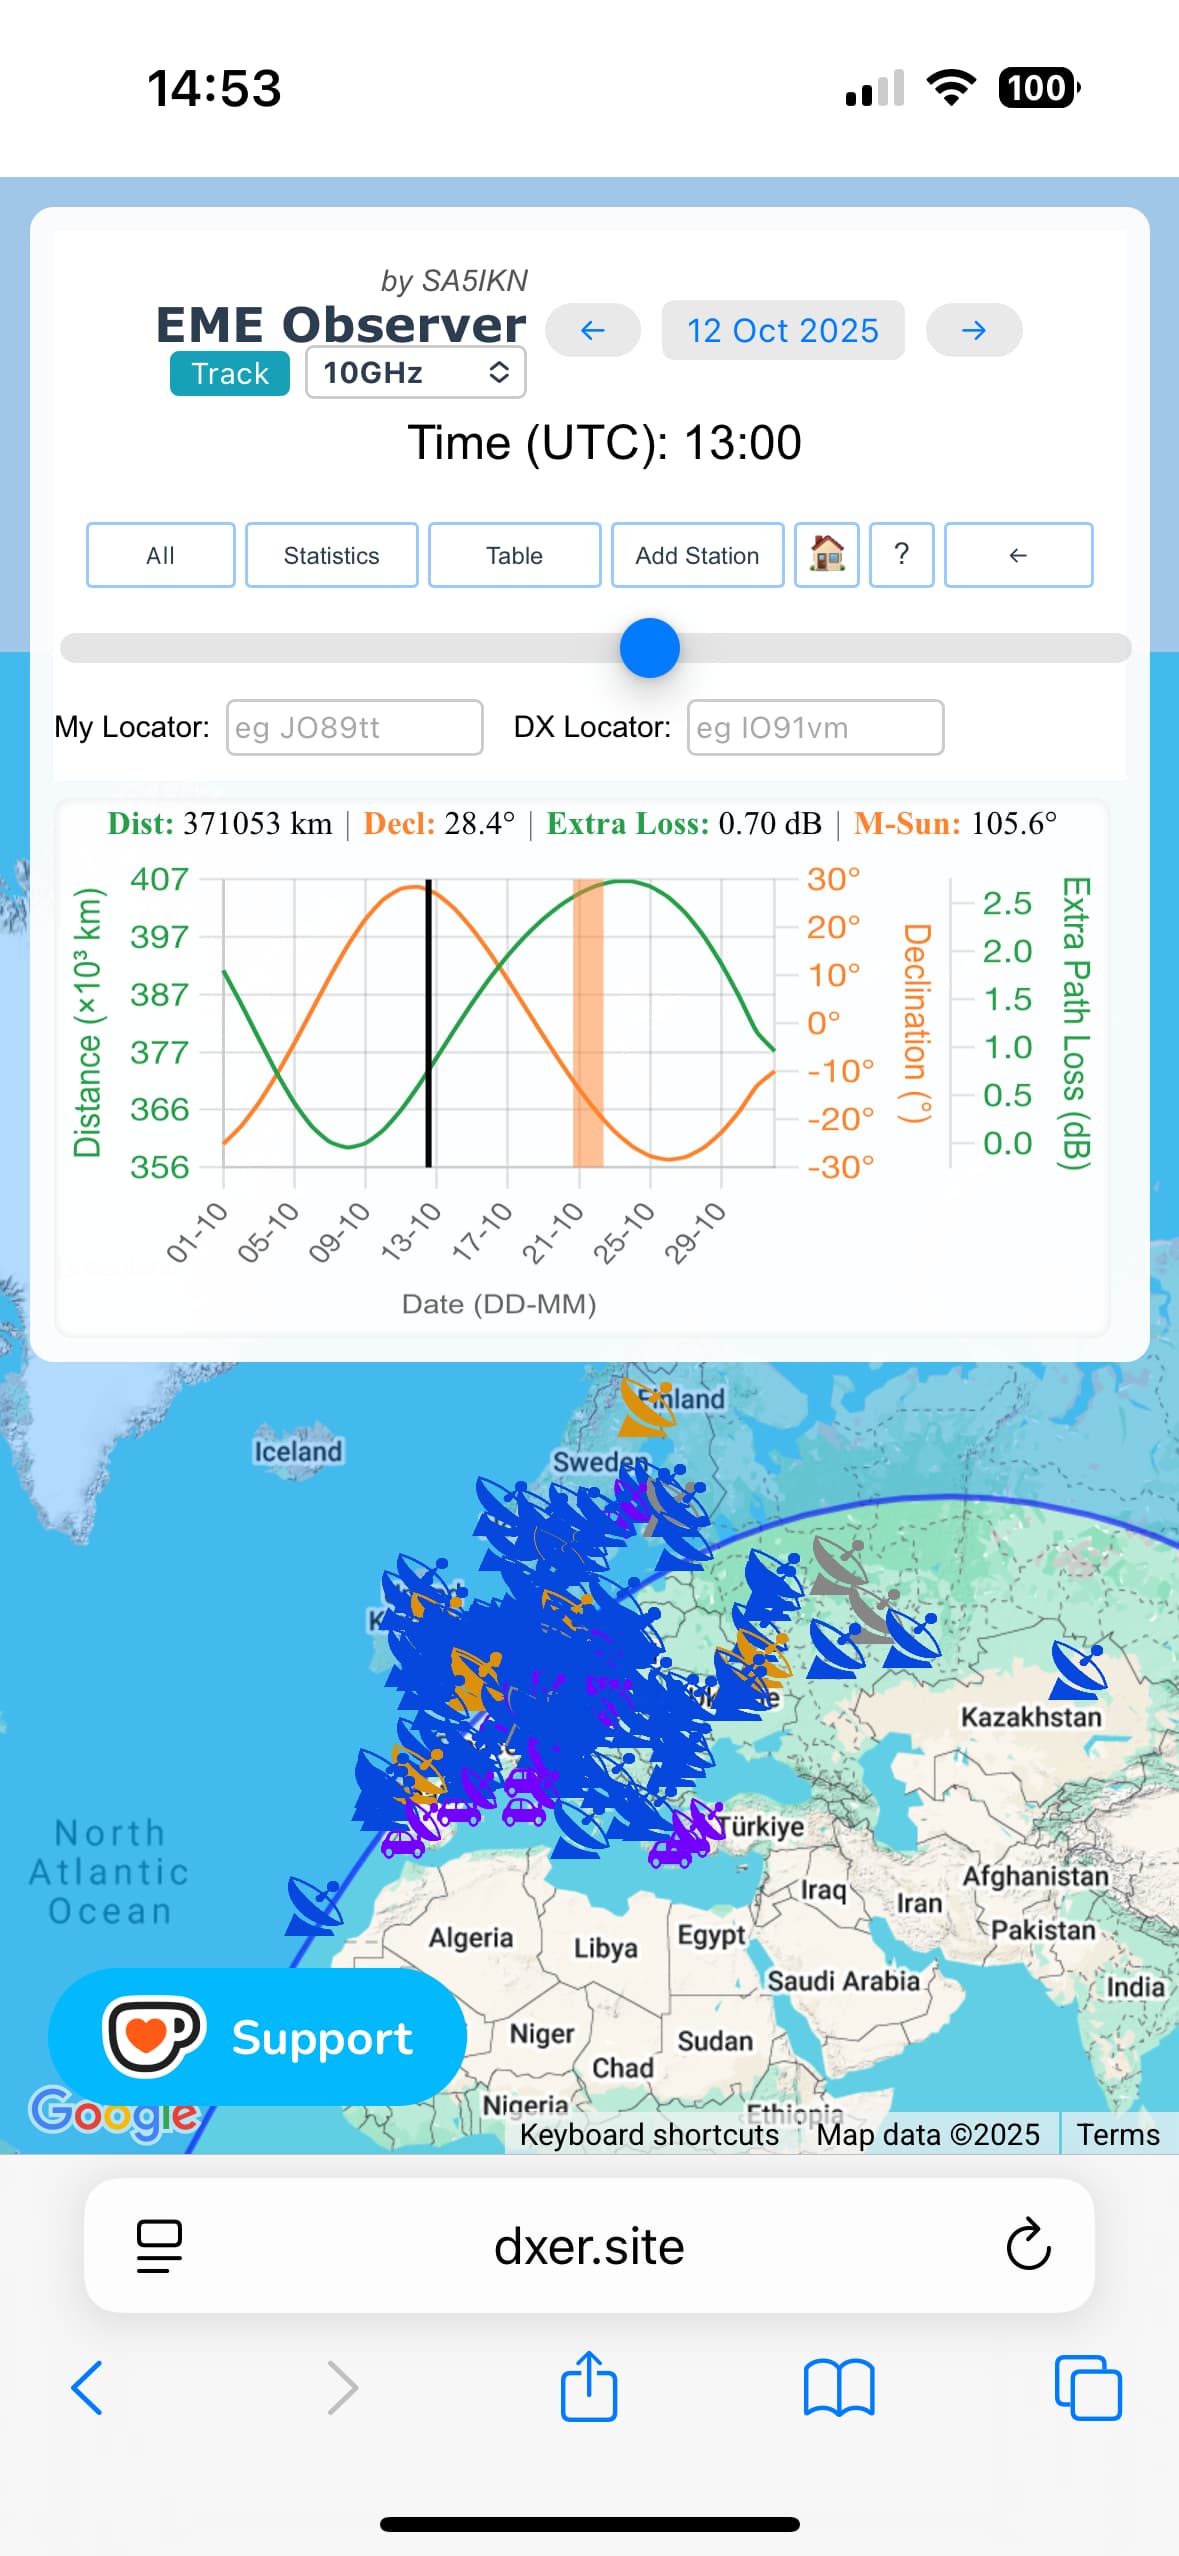 14:53
100
by SA5IKN
EME Observer
← 12 Oct 2025 →
Track 10GHz
Time (UTC): 13:00
All Statistics Table Add Station ? ←
My Locator: eg JO89tt DX Locator: eg IO91vm
Dist: 371053 km | Decl: 28.4° | Extra Loss: 0.70 dB | M-Sun: 105.6°
Distance (×10³ km)
407
397
387
377
366
356
30°
20°
10°
0°
-10°
-20°
-30°
Declination (°)
2.5
2.0
1.5
1.0
0.5
0.0
Extra Path Loss (dB)
01-10 05-10 09-10 13-10 17-10 21-10 25-10 29-10
Date (DD-MM)
Finland
Iceland
Sweden
Kazakhstan
North
Atlantic
Ocean
Türkiye
Afghanistan
Iraq
Iran
Pakistan
Algeria
Libya
Egypt
Saudi Arabia
India
Niger
Sudan
Chad
Nigeria
Ethiopia
Support
Google
Keyboard shortcuts Map data ©2025 Terms
dxer.site